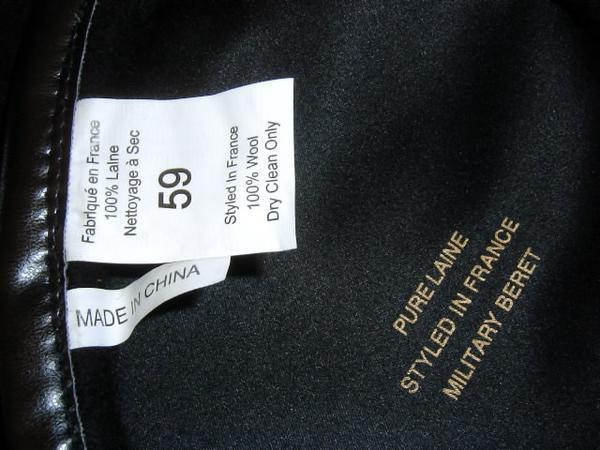 Fabriqué en France
100% Laine
Nettoyage à Sec
59
Styled In France
100% Wool
Dry Clean Only
MADE IN CHINA
PURE LAINE
STYLED IN FRANCE
MILITARY BERET